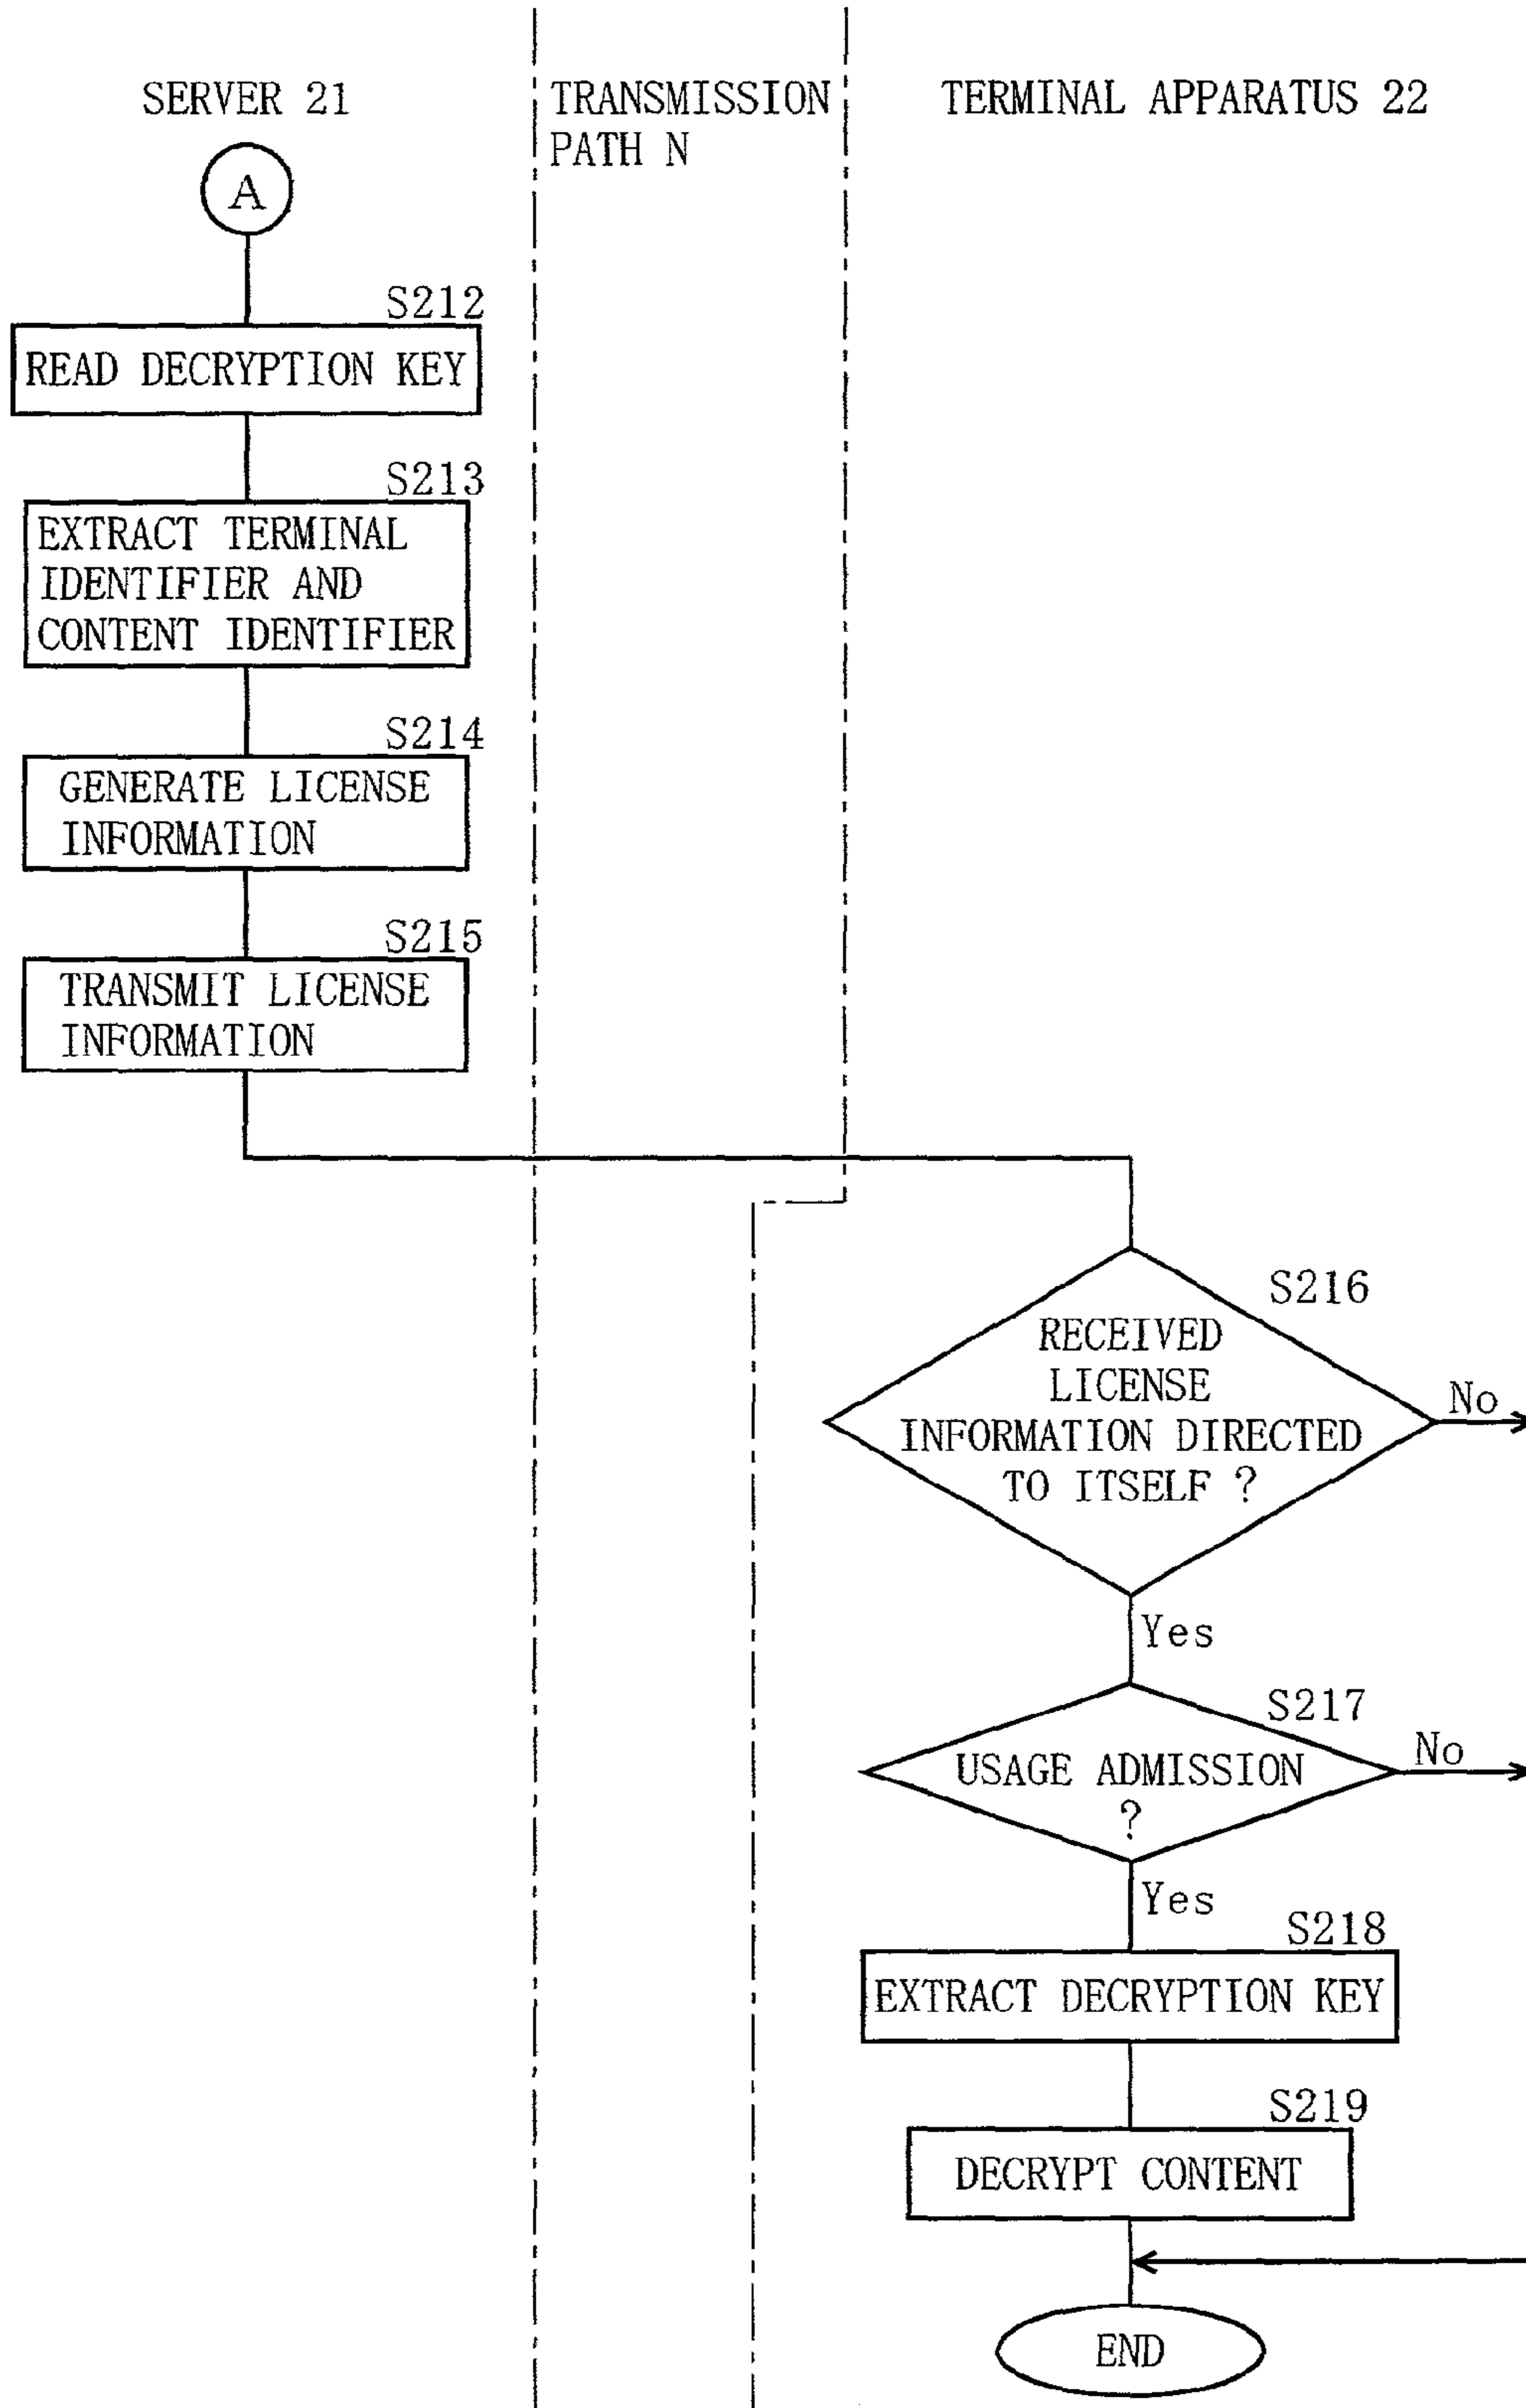 SERVER 21
TRANSMISSION
PATH N
TERMINAL APPARATUS 22
A
S212
READ DECRYPTION KEY
S213
EXTRACT TERMINAL
IDENTIFIER AND
CONTENT IDENTIFIER
S214
GENERATE LICENSE
INFORMATION
S215
TRANSMIT LICENSE
INFORMATION
S216
RECEIVED
LICENSE
INFORMATION DIRECTED
TO ITSELF ?
No
Yes
S217
USAGE ADMISSION
?
No
Yes
S218
EXTRACT DECRYPTION KEY
S219
DECRYPT CONTENT
END